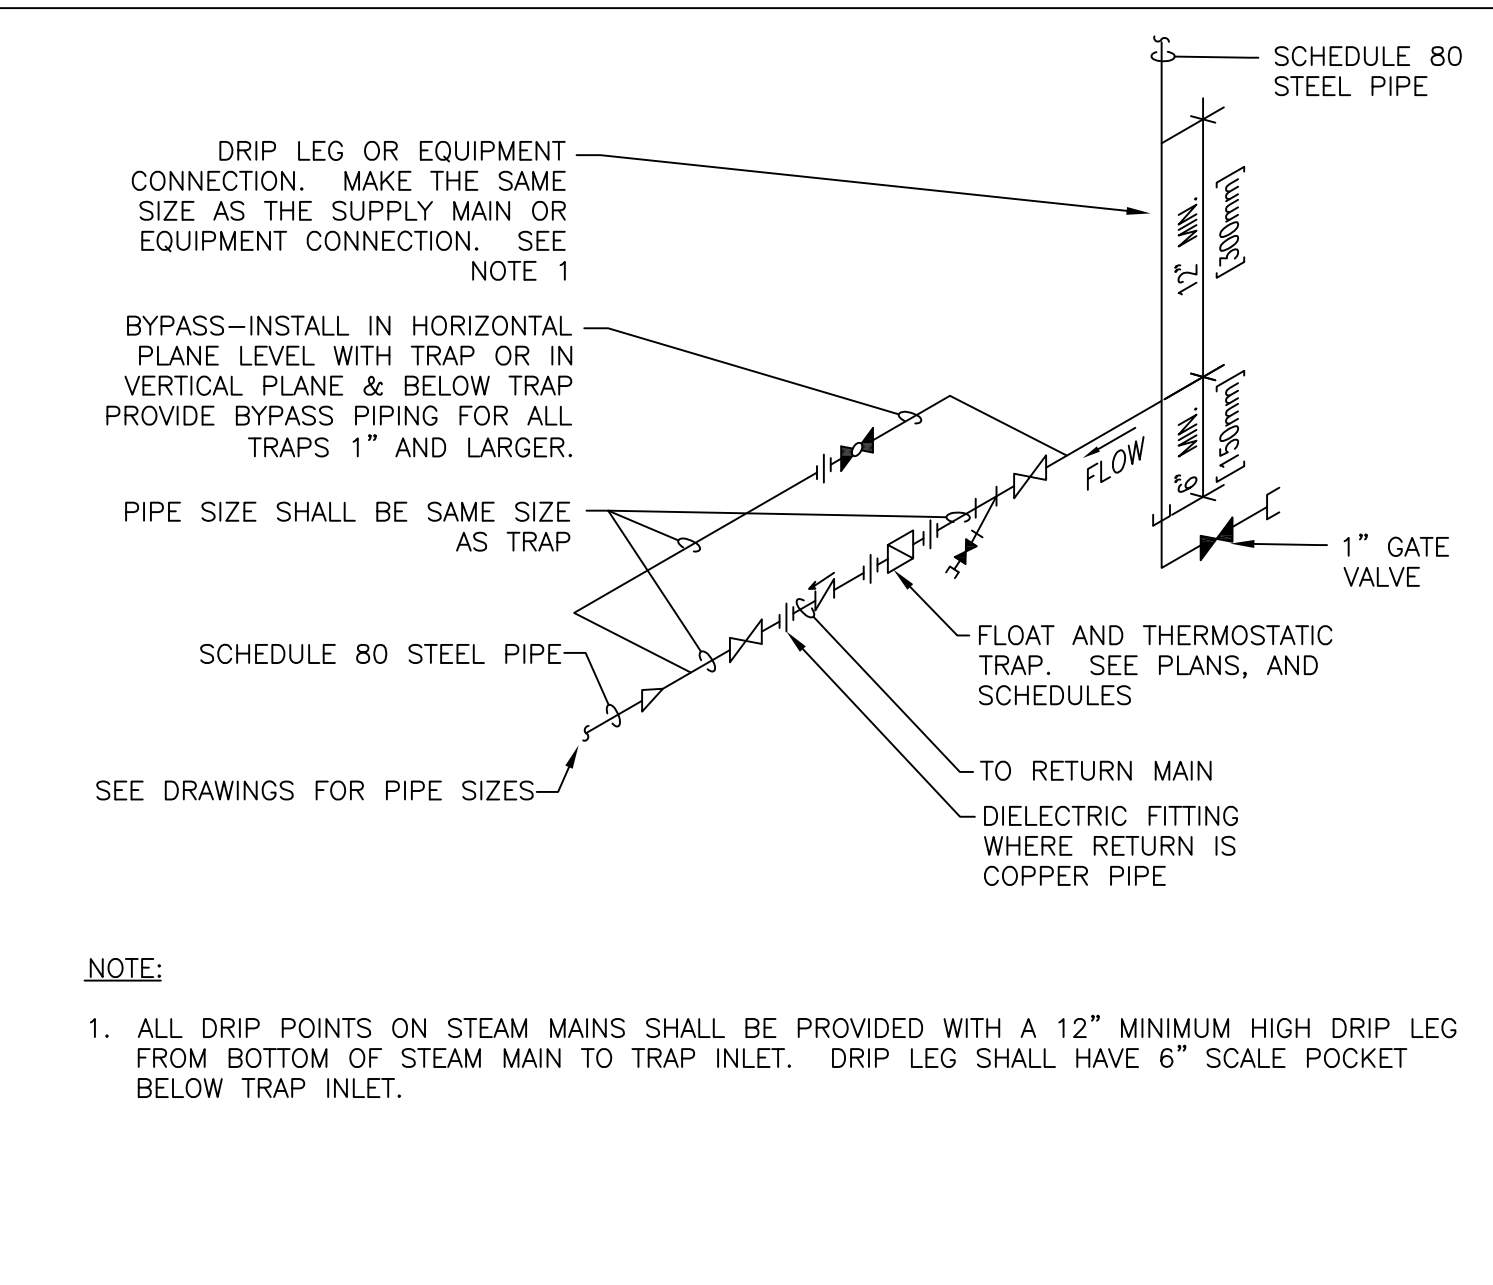 SCHEDULE 80
STEEL PIPE
DRIP LEG OR EQUIPMENT
CONNECTION. MAKE THE SAME
SIZE AS THE SUPPLY MAIN OR
EQUIPMENT CONNECTION. SEE
NOTE 1
12" MIN.
[300mm]
BYPASS-INSTALL IN HORIZONTAL
PLANE LEVEL WITH TRAP OR IN
VERTICAL PLANE & BELOW TRAP
PROVIDE BYPASS PIPING FOR ALL
TRAPS 1" AND LARGER.
6" MIN.
[150mm]
FLOW
PIPE SIZE SHALL BE SAME SIZE
AS TRAP
1" GATE
VALVE
FLOAT AND THERMOSTATIC
TRAP. SEE PLANS, AND
SCHEDULES
SCHEDULE 80 STEEL PIPE
SEE DRAWINGS FOR PIPE SIZES
TO RETURN MAIN
DIELECTRIC FITTING
WHERE RETURN IS
COPPER PIPE
NOTE:
1. ALL DRIP POINTS ON STEAM MAINS SHALL BE PROVIDED WITH A 12" MINIMUM HIGH DRIP LEG
FROM BOTTOM OF STEAM MAIN TO TRAP INLET. DRIP LEG SHALL HAVE 6" SCALE POCKET
BELOW TRAP INLET.